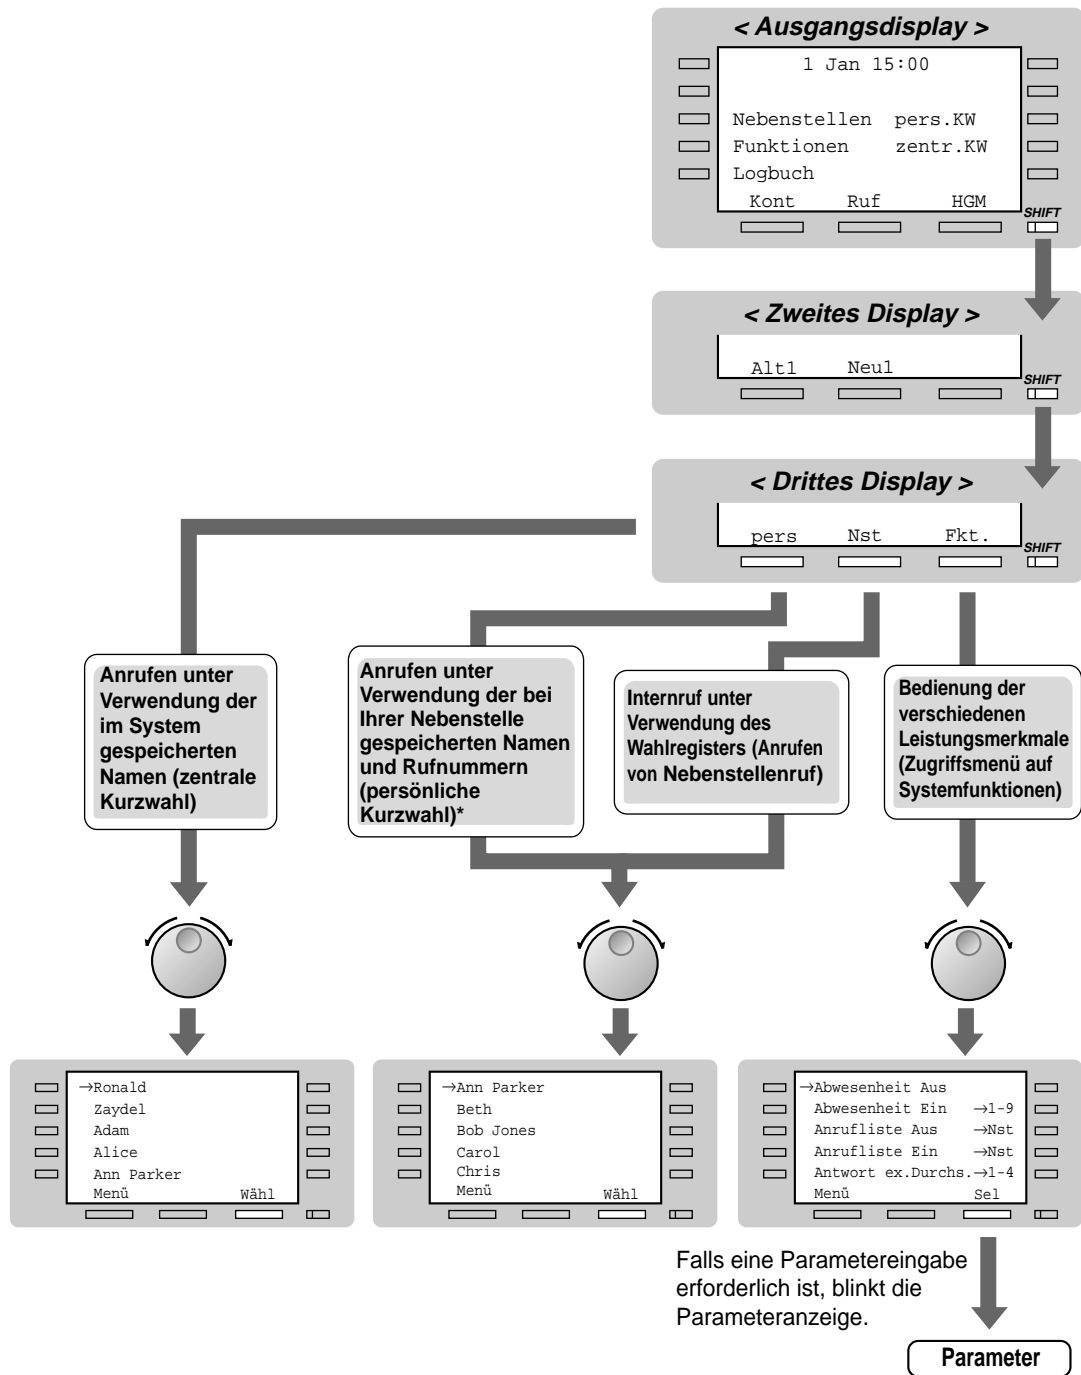 < Ausgangsdisplay >
1 Jan 15:00
Nebenstellen pers.KW
Funktionen zentr.KW
Logbuch
Kont Ruf HGM
SHIFT
< Zweites Display >
Alt1 Neu1
SHIFT
< Drittes Display >
pers Nst Fkt.
SHIFT
Anrufen unter
Verwendung der
im System
gespeicherten
Namen (zentrale
Kurzwahl)
Anrufen unter
Verwendung der bei
Ihrer Nebenstelle
gespeicherten Namen
und Rufnummern
(persönliche
Kurzwahl)*
Internruf unter
Verwendung des
Wahlregisters (Anrufen
von Nebenstellenruf)
Bedienung der
verschiedenen
Leistungsmerkmale
(Zugriffsmenü auf
Systemfunktionen)
→Ronald
Zaydel
Adam
Alice
Ann Parker
Menü Wähl
→Ann Parker
Beth
Bob Jones
Carol
Chris
Menü Wähl
→Abwesenheit Aus
Abwesenheit Ein →1-9
Anrufliste Aus →Nst
Anrufliste Ein →Nst
Antwort ex.Durchs.→1-4
Menü Sel
Falls eine Parametereingabe
erforderlich ist, blinkt die
Parameteranzeige.
Parameter